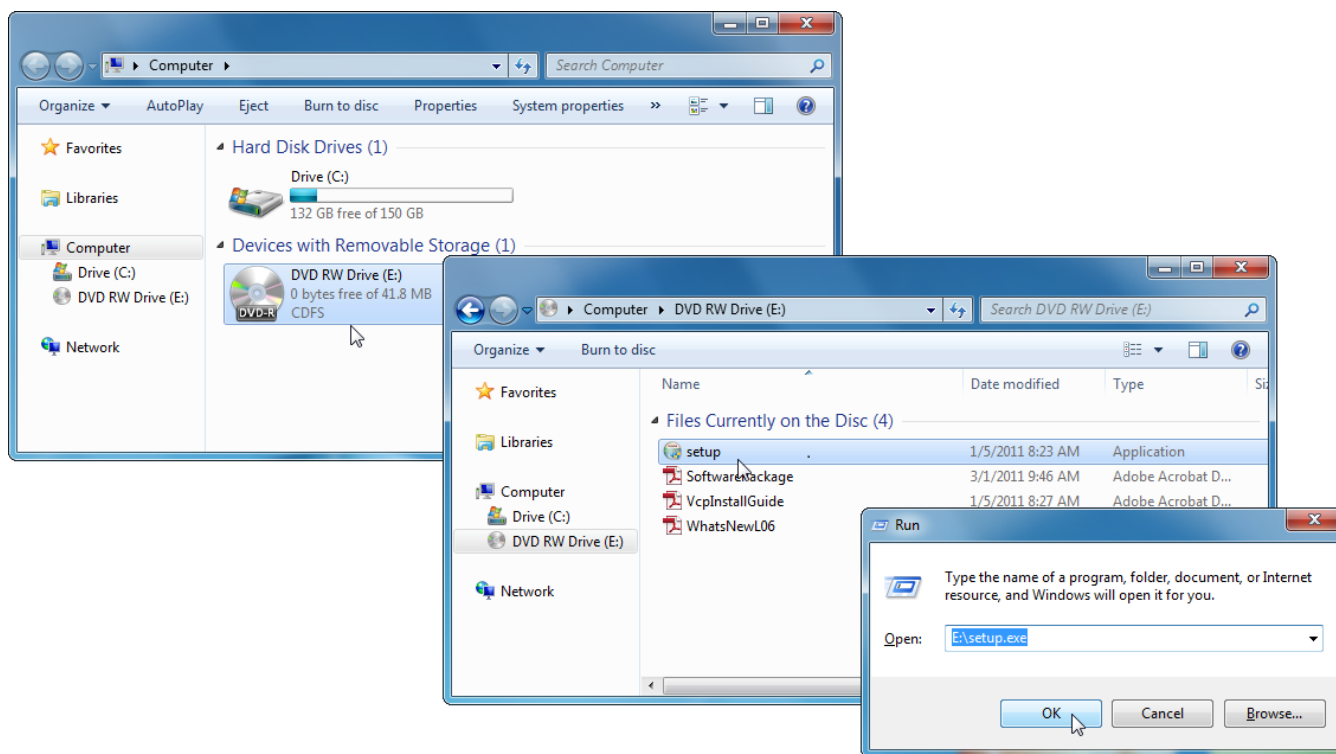 Computer
Search Computer
Organize AutoPlay Eject Burn to disc Properties System properties »
Favorites
Libraries
Computer
Drive (C:)
DVD RW Drive (E:)
Network
Hard Disk Drives (1)
Drive (C:)
132 GB free of 150 GB
Devices with Removable Storage (1)
DVD RW Drive (E:)
0 bytes free of 41.8 MB
CDFS
DVD-R
Computer DVD RW Drive (E:)
Search DVD RW Drive (E:)
Organize Burn to disc
Favorites
Libraries
Computer
Drive (C:)
DVD RW Drive (E:)
Network
Name Date modified Type
Files Currently on the Disc (4)
setup 1/5/2011 8:23 AM Application
SoftwarePackage 3/1/2011 9:46 AM Adobe Acrobat D...
VcpInstallGuide 1/5/2011 8:27 AM Adobe Acrobat D...
WhatsNewL06
Run
Type the name of a program, folder, document, or Internet
resource, and Windows will open it for you.
Open: E:\setup.exe
OK Cancel Browse...